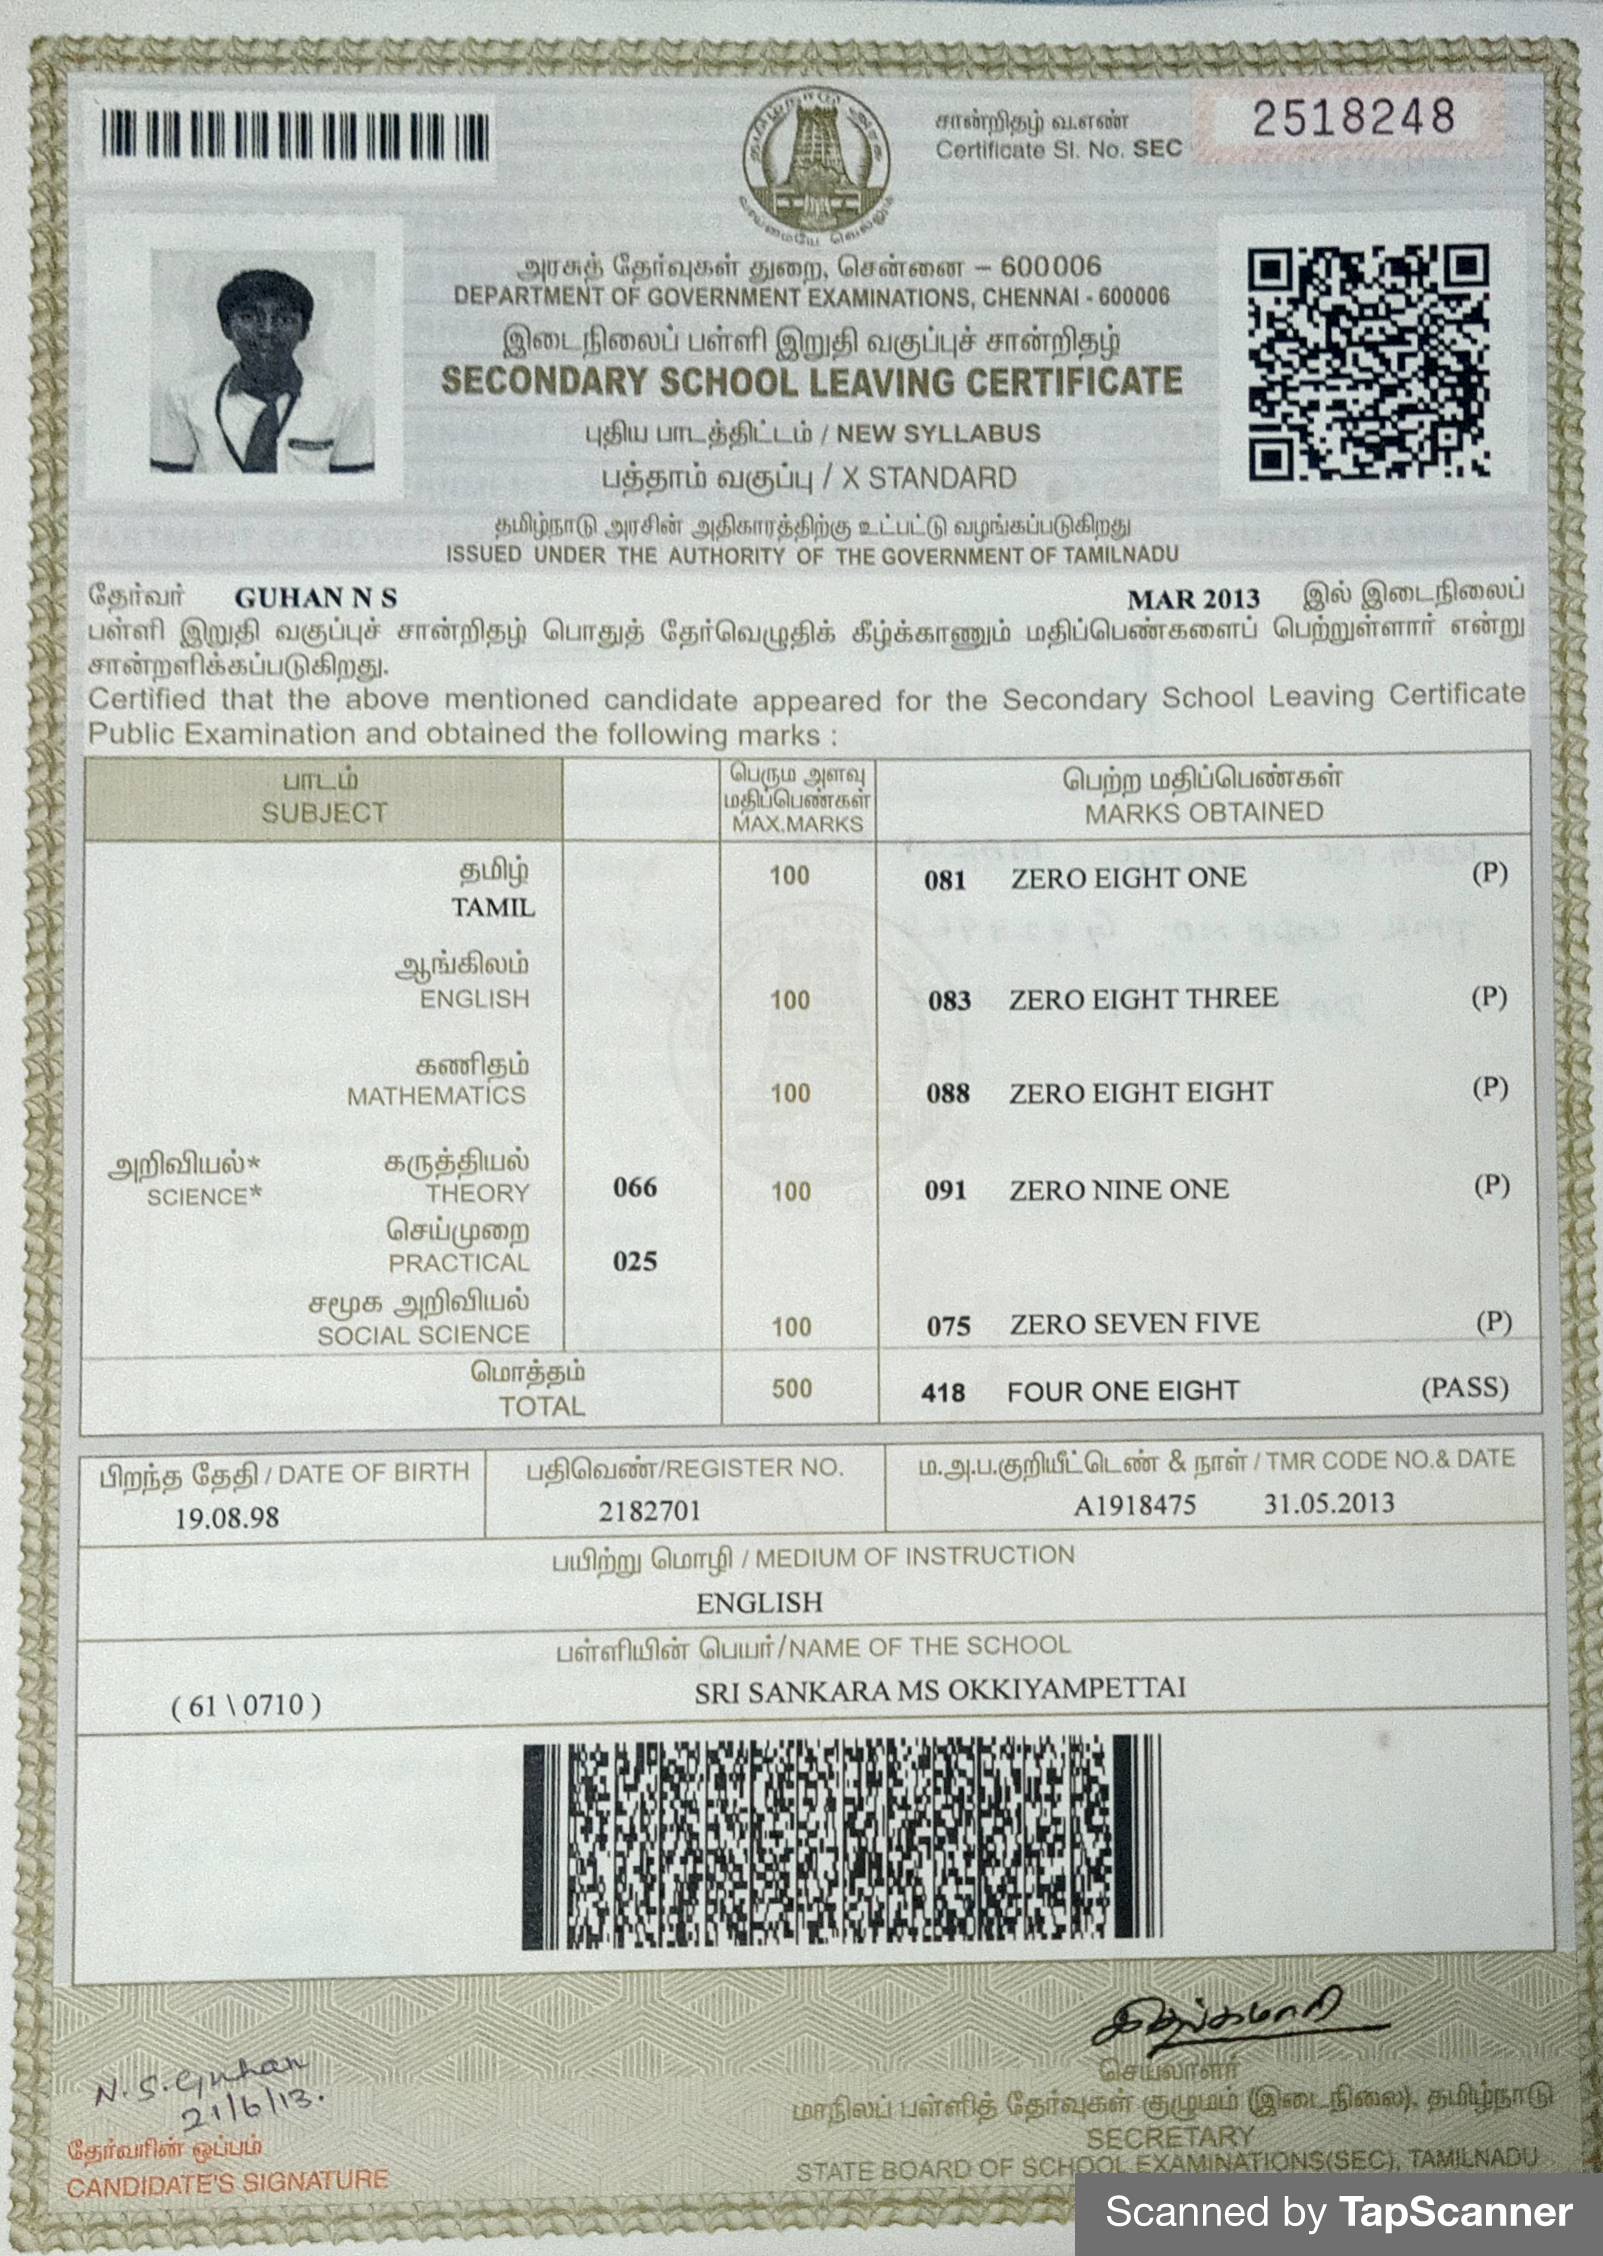 சான்றிதழ் வ.எண்
Certificate Sl. No. SEC 2518248
அரசுத் தேர்வுகள் துறை, சென்னை – 600006
DEPARTMENT OF GOVERNMENT EXAMINATIONS, CHENNAI - 600006
இடைநிலைப் பள்ளி இறுதி வகுப்புச் சான்றிதழ்
SECONDARY SCHOOL LEAVING CERTIFICATE
புதிய பாடத்திட்டம் / NEW SYLLABUS
பத்தாம் வகுப்பு / X STANDARD
தமிழ்நாடு அரசின் அதிகாரத்திற்கு உட்பட்டு வழங்கப்படுகிறது
ISSUED UNDER THE AUTHORITY OF THE GOVERNMENT OF TAMILNADU
தேர்வர் GUHAN N S MAR 2013 இல் இடைநிலைப்
பள்ளி இறுதி வகுப்புச் சான்றிதழ் பொதுத் தேர்வெழுதிக் கீழ்க்காணும் மதிப்பெண்களைப் பெற்றுள்ளார் என்று
சான்றளிக்கப்படுகிறது.
Certified that the above mentioned candidate appeared for the Secondary School Leaving Certificate
Public Examination and obtained the following marks :
பாடம் பெரும அளவு மதிப்பெண்கள் பெற்ற மதிப்பெண்கள்
SUBJECT MAX.MARKS MARKS OBTAINED
தமிழ்
TAMIL 100 081 ZERO EIGHT ONE (P)
ஆங்கிலம்
ENGLISH 100 083 ZERO EIGHT THREE (P)
கணிதம்
MATHEMATICS 100 088 ZERO EIGHT EIGHT (P)
அறிவியல்* கருத்தியல்
SCIENCE* THEORY 066 100 091 ZERO NINE ONE (P)
செய்முறை
PRACTICAL 025
சமூக அறிவியல்
SOCIAL SCIENCE 100 075 ZERO SEVEN FIVE (P)
மொத்தம்
TOTAL 500 418 FOUR ONE EIGHT (PASS)
பிறந்த தேதி / DATE OF BIRTH பதிவெண்/REGISTER NO. ம.அ.ப.குறியீட்டெண் & நாள் / TMR CODE NO.& DATE
19.08.98 2182701 A1918475 31.05.2013
பயிற்று மொழி / MEDIUM OF INSTRUCTION
ENGLISH
பள்ளியின் பெயர்/NAME OF THE SCHOOL
( 61 \ 0710 ) SRI SANKARA MS OKKIYAMPETTAI
N.S.Guhan
21/6/13.
தேர்வரின் ஒப்பம்
CANDIDATE'S SIGNATURE
செயலாளர்
மாநிலப் பள்ளித் தேர்வுகள் குழுமம் (இடைநிலை), தமிழ்நாடு
SECRETARY
STATE BOARD OF SCHOOL EXAMINATIONS(SEC), TAMILNADU
Scanned by TapScanner